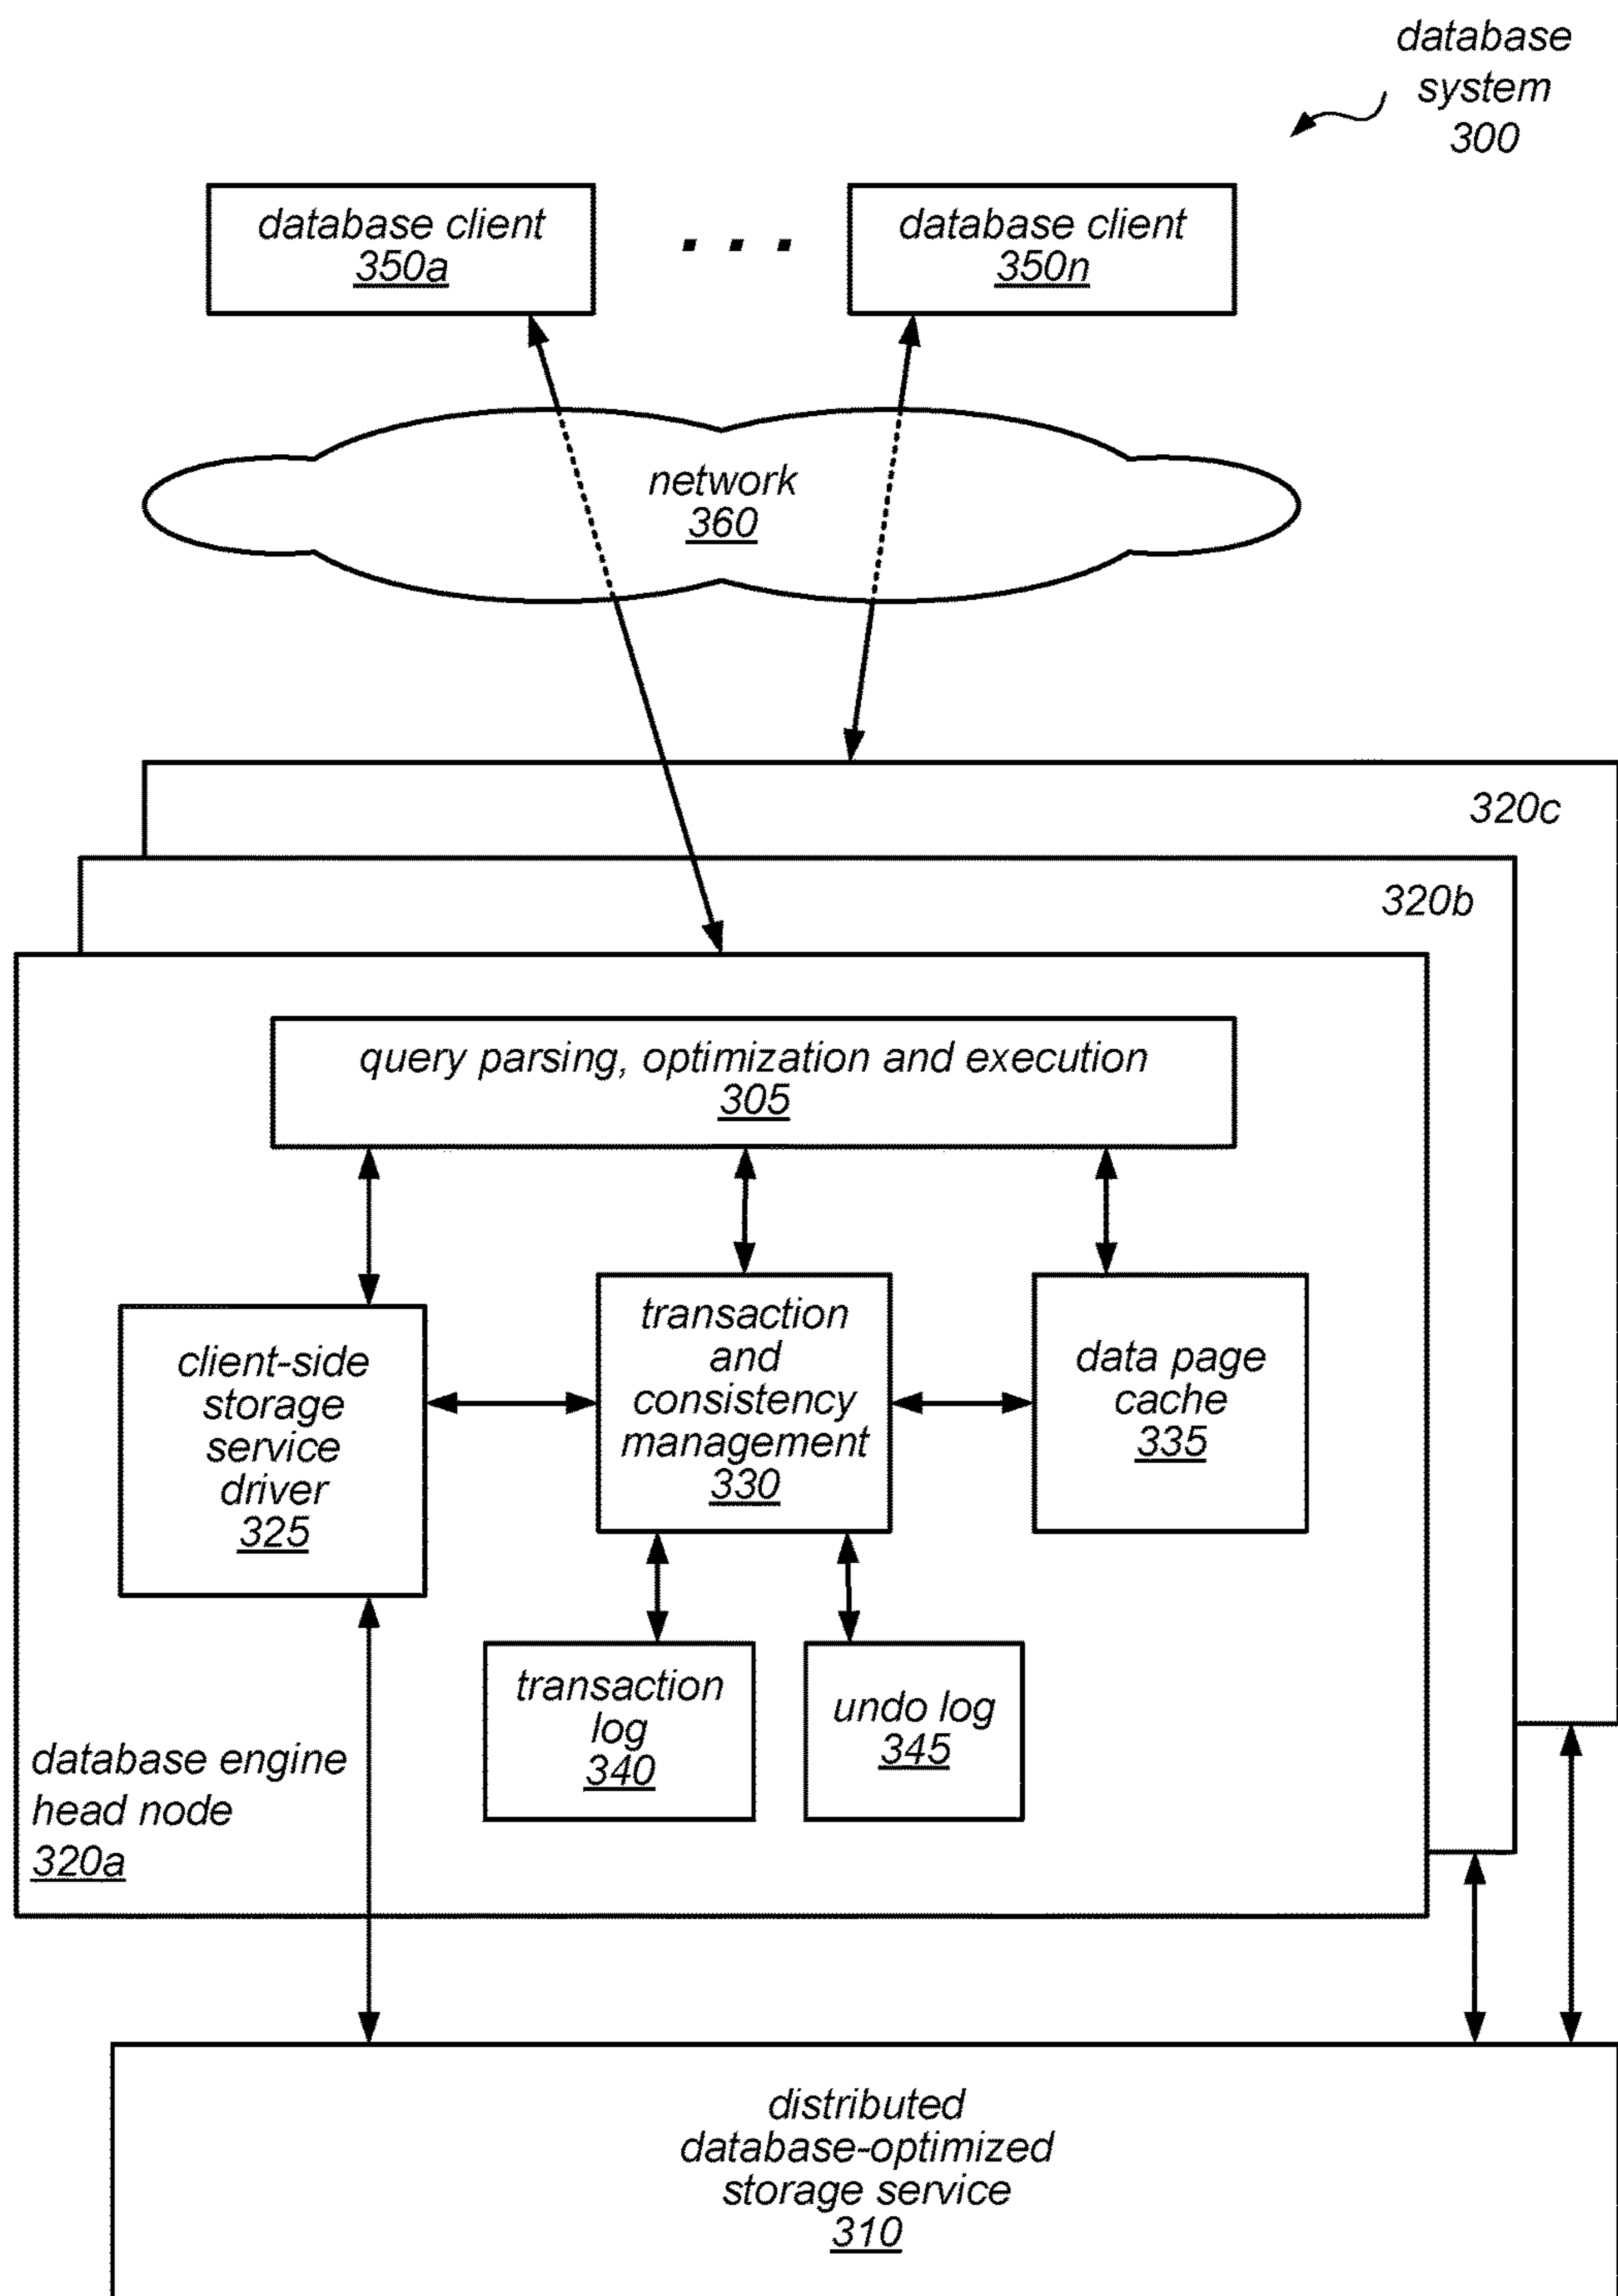 database
system
300
database client
350a
. . .
database client
350n
network
360
320c
320b
query parsing, optimization and execution
305
client-side
storage
service
driver
325
transaction
and
consistency
management
330
data page
cache
335
transaction
log
340
undo log
345
database engine
head node
320a
distributed
database-optimized
storage service
310